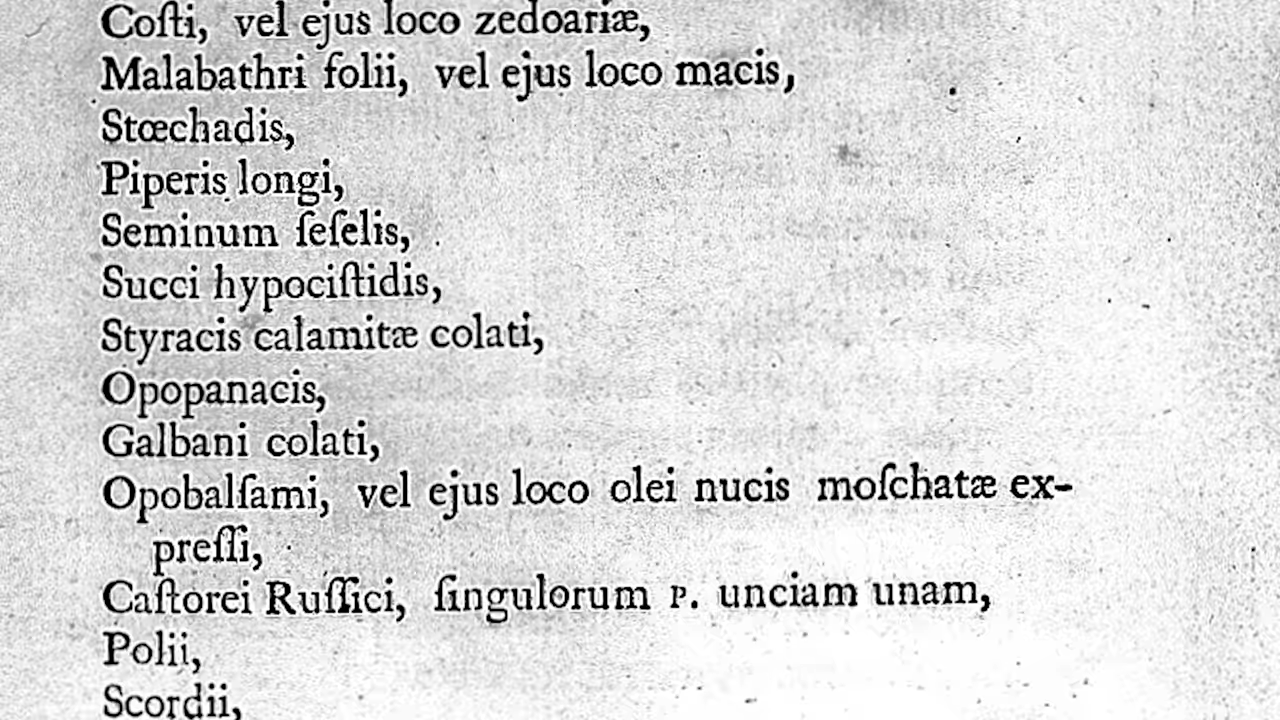 Coſti, vel ejus loco zedoariæ,
Malabathri folii, vel ejus loco macis,
Stœchadis,
Piperis longi,
Seminum ſeſelis,
Succi hypociſtidis,
Styracis calamitæ colati,
Opopanacis,
Galbani colati,
Opobalſami, vel ejus loco olei nucis moſchatæ ex-
preſſi,
Caſtorei Ruſſici, ſingulorum P. unciam unam,
Polii,
Scordii,